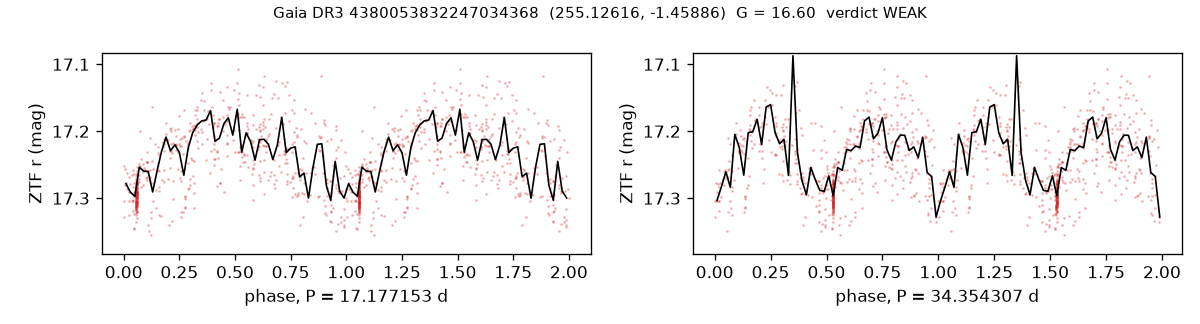 Gaia DR3 4380053832247034368  (255.12616, -1.45886)  G = 16.60  verdict WEAK
ZTF r (mag)
17.1
17.2
17.3
0.00 0.25 0.50 0.75 1.00 1.25 1.50 1.75 2.00
phase, P = 17.177153 d
ZTF r (mag)
17.1
17.2
17.3
0.00 0.25 0.50 0.75 1.00 1.25 1.50 1.75 2.00
phase, P = 34.354307 d